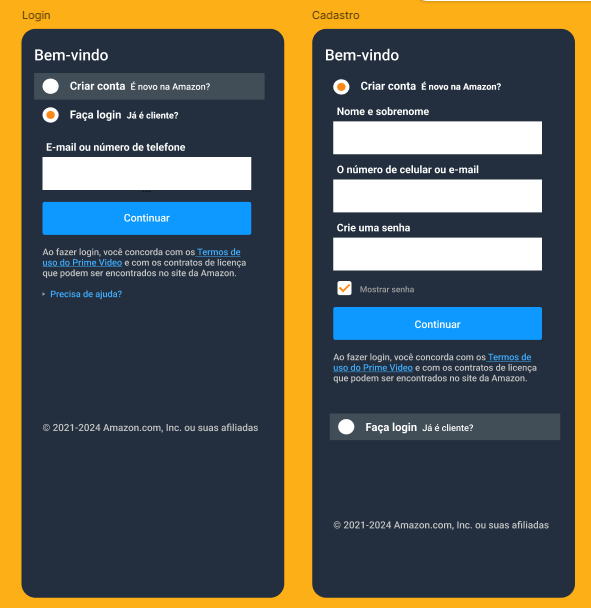 Login
Bem-vindo
Criar conta É novo na Amazon?
Faça login Já é cliente?
E-mail ou número de telefone
Continuar
Ao fazer login, você concorda com os Termos de
uso do Prime Video e com os contratos de licença
que podem ser encontrados no site da Amazon.
Precisa de ajuda?
© 2021-2024 Amazon.com, Inc. ou suas afiliadas
Cadastro
Bem-vindo
Criar conta É novo na Amazon?
Nome e sobrenome
O número de celular ou e-mail
Crie uma senha
Mostrar senha
Continuar
Ao fazer login, você concorda com os Termos de
uso do Prime Video e com os contratos de licença
que podem ser encontrados no site da Amazon.
Faça login Já é cliente?
© 2021-2024 Amazon.com, Inc. ou suas afiliadas